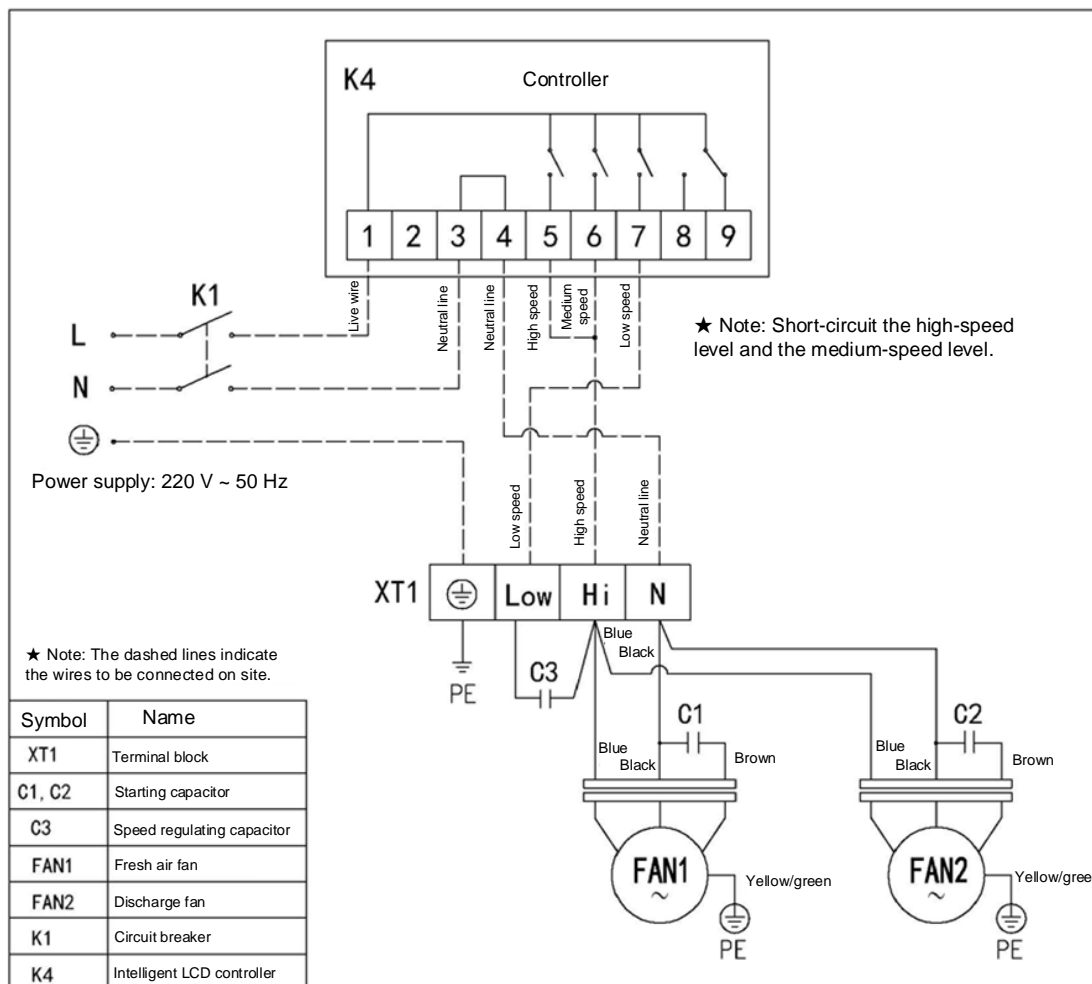 K4
Controller
1 2 3 4 5 6 7 8 9
K1
L
N
Live wire
Neutral line
Neutral line
High speed
Medium
speed
Low speed
★ Note: Short-circuit the high-speed
level and the medium-speed level.
Power supply: 220 V ~ 50 Hz
Low speed
High speed
Neutral line
XT1
Low Hi N
PE
C3
Blue
Black
C1
Blue
Black
Brown
C2
Blue
Black
Brown
FAN1
~
Yellow/green
PE
FAN2
~
Yellow/green
PE
★ Note: The dashed lines indicate
the wires to be connected on site.
Symbol Name
XT1 Terminal block
C1, C2 Starting capacitor
C3 Speed regulating capacitor
FAN1 Fresh air fan
FAN2 Discharge fan
K1 Circuit breaker
K4 Intelligent LCD controller